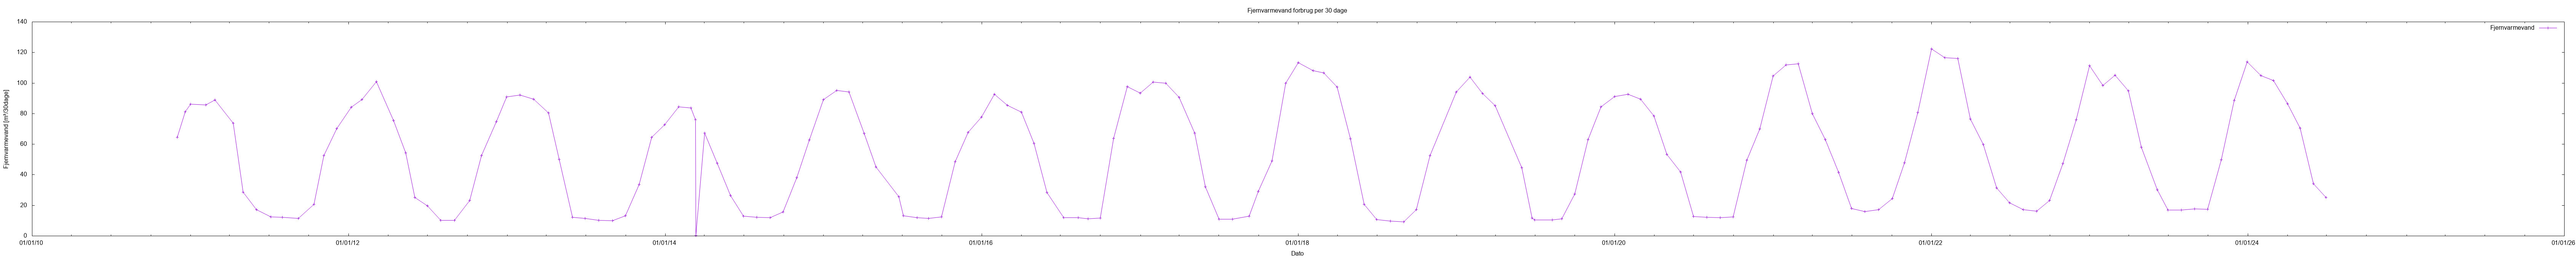 Fjernvarmevand forbrug per 30 dage
Fjernvarmevand
Fjernvarmevand [m³/30dage]
140
120
100
80
60
40
20
0
01/01/10 01/01/12 01/01/14 01/01/16 01/01/18 01/01/20 01/01/22 01/01/24 01/01/26
Dato